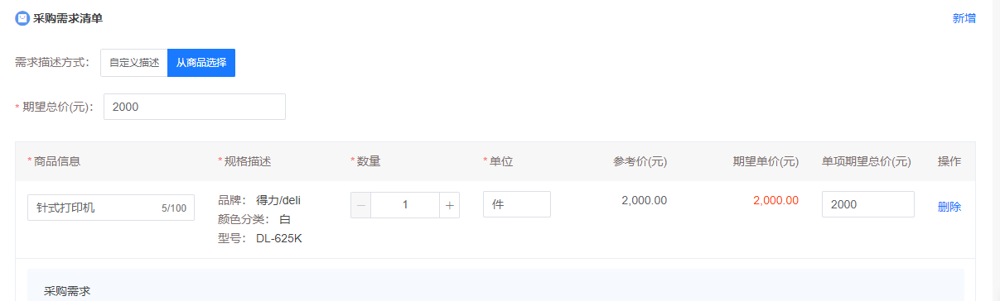 采购需求清单 新增
需求描述方式： 自定义描述 从商品选择
* 期望总价(元)： 2000
*商品信息 *规格描述 *数量 *单位 参考价(元) 期望单价(元) 单项期望总价(元) 操作
针式打印机 5/100 品牌： 得力/deli — 1 + 件 2,000.00 2,000.00 2000 删除
颜色分类： 白
型号： DL-625K
采购需求